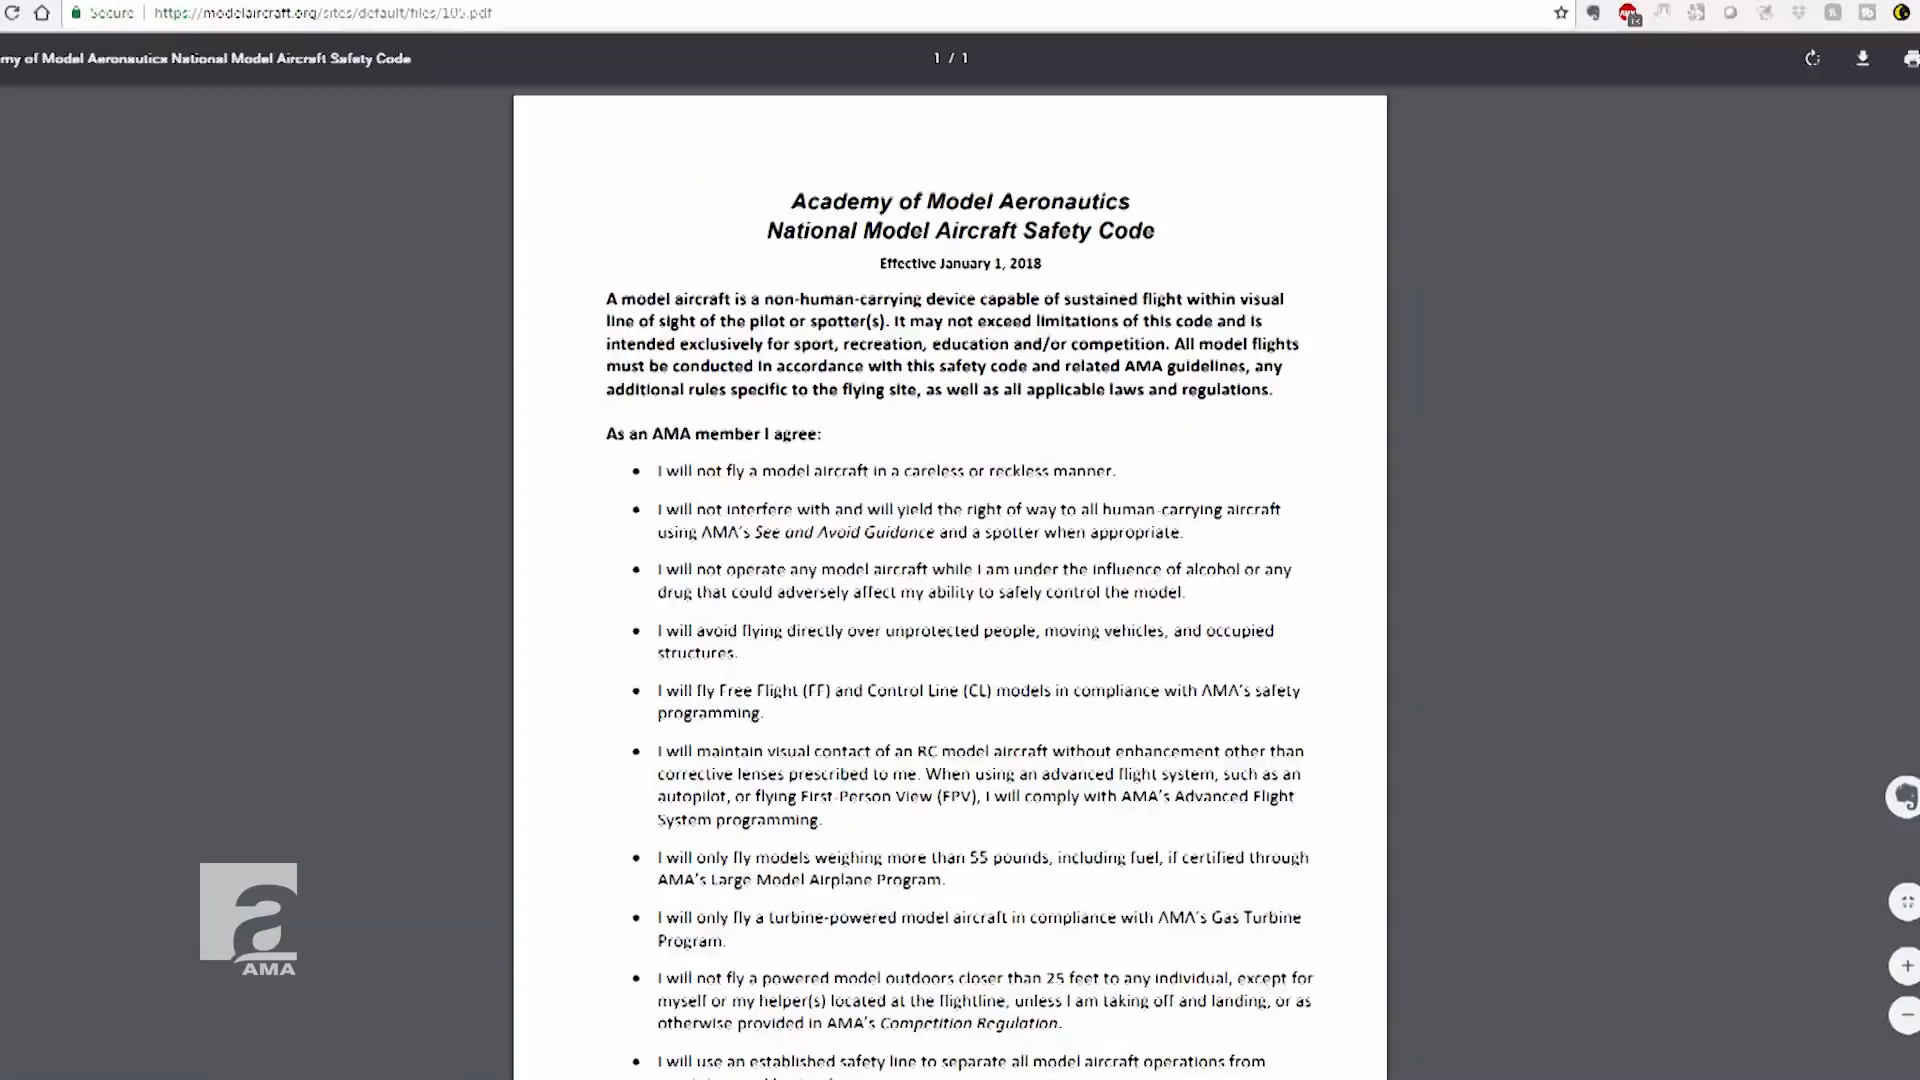 Secure
https://modelaircraft.org/sites/default/files/105.pdf
my of Model Aeronautics National Model Aircraft Safety Code
1 / 1
Academy of Model Aeronautics
National Model Aircraft Safety Code
Effective January 1, 2018
A model aircraft is a non-human-carrying device capable of sustained flight within visual
line of sight of the pilot or spotter(s). It may not exceed limitations of this code and is
intended exclusively for sport, recreation, education and/or competition. All model flights
must be conducted in accordance with this safety code and related AMA guidelines, any
additional rules specific to the flying site, as well as all applicable laws and regulations.
As an AMA member I agree:
• I will not fly a model aircraft in a careless or reckless manner.
• I will not interfere with and will yield the right of way to all human-carrying aircraft
using AMA's See and Avoid Guidance and a spotter when appropriate.
• I will not operate any model aircraft while I am under the influence of alcohol or any
drug that could adversely affect my ability to safely control the model.
• I will avoid flying directly over unprotected people, moving vehicles, and occupied
structures.
• I will fly Free Flight (FF) and Control Line (CL) models in compliance with AMA's safety
programming.
• I will maintain visual contact of an RC model aircraft without enhancement other than
corrective lenses prescribed to me. When using an advanced flight system, such as an
autopilot, or flying First-Person View (FPV), I will comply with AMA's Advanced Flight
System programming.
• I will only fly models weighing more than 55 pounds, including fuel, if certified through
AMA's Large Model Airplane Program.
• I will only fly a turbine-powered model aircraft in compliance with AMA's Gas Turbine
Program.
• I will not fly a powered model outdoors closer than 25 feet to any individual, except for
myself or my helper(s) located at the flightline, unless I am taking off and landing, or as
otherwise provided in AMA's Competition Regulation.
• I will use an established safety line to separate all model aircraft operations from
a
AMA